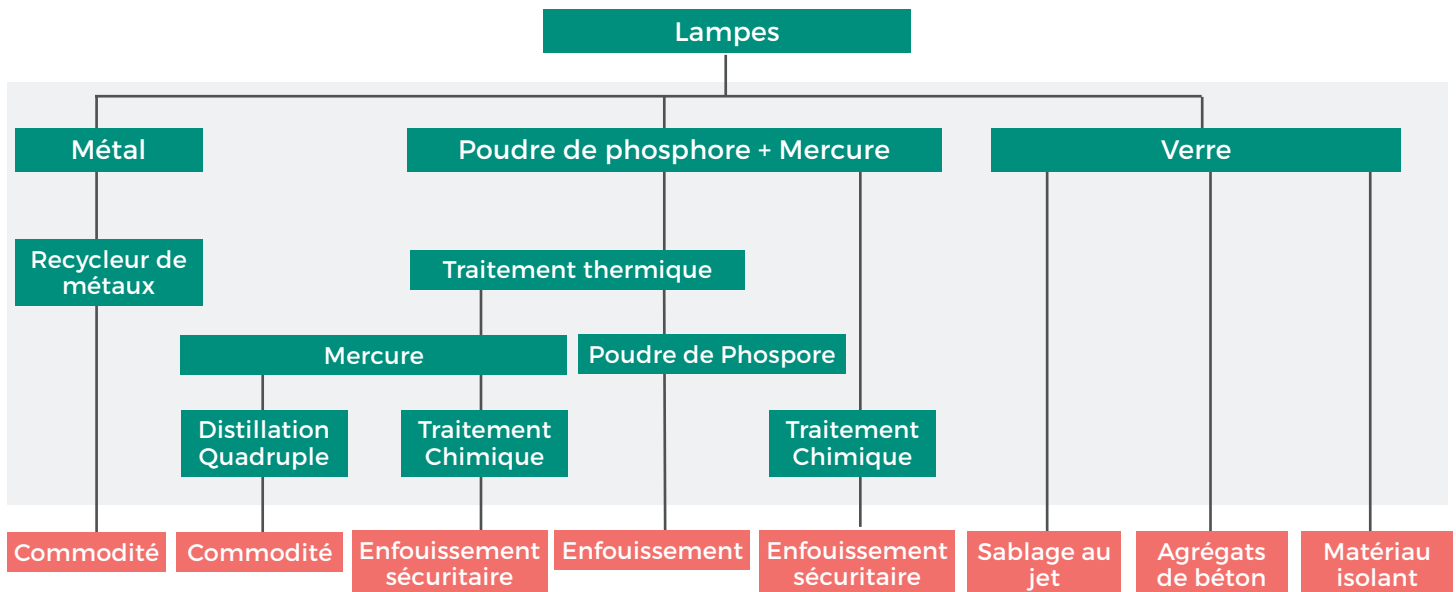 Lampes
Métal
Poudre de phosphore + Mercure
Verre
Recycleur de
métaux
Traitement thermique
Mercure
Poudre de Phospore
Distillation
Quadruple
Traitement
Chimique
Traitement
Chimique
Commodité
Commodité
Enfouissement
sécuritaire
Enfouissement
Enfouissement
sécuritaire
Sablage au
jet
Agrégats
de béton
Matériau
isolant